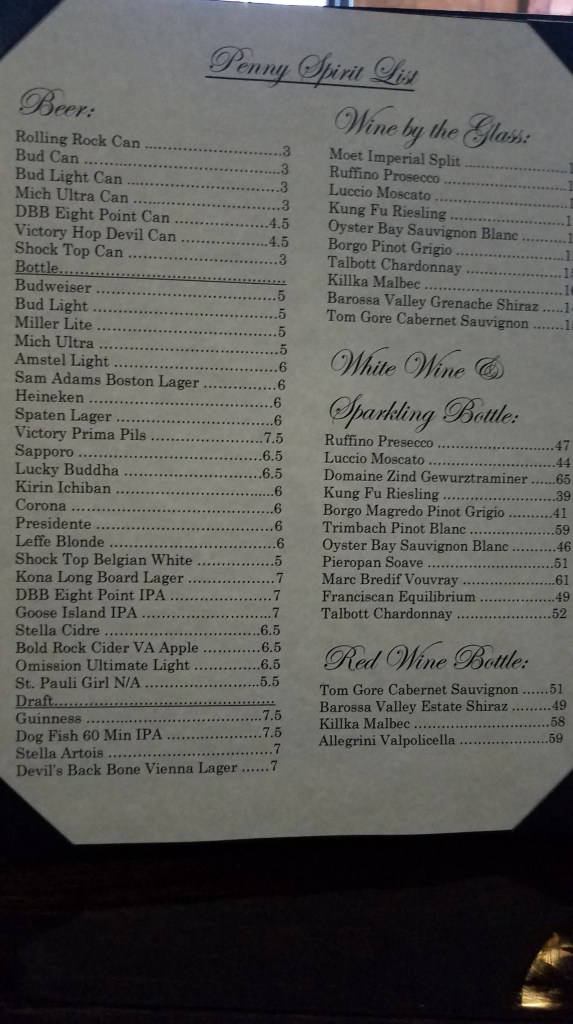 Penny Spirit List
Beer:
Rolling Rock Can ..........................3
Bud Can .......................................3
Bud Light Can ..............................3
Mich Ultra Can .............................3
DBB Eight Point Can ...................4.5
Victory Hop Devil Can .................4.5
Shock Top Can ..............................3
Bottle.............................................
Budweiser .....................................5
Bud Light ......................................5
Miller Lite .....................................5
Mich Ultra .....................................5
Amstel Light ..................................6
Sam Adams Boston Lager ................6
Heineken ........................................6
Spaten Lager ..................................6
Victory Prima Pils .........................7.5
Sapporo .........................................6.5
Lucky Buddha ................................6.5
Kirin Ichiban .................................6
Corona ...........................................6
Presidente ......................................6
Leffe Blonde ...................................6
Shock Top Belgian White ................5
Kona Long Board Lager ..................7
DBB Eight Point IPA ......................7
Goose Island IPA ............................7
Stella Cidre ....................................6.5
Bold Rock Cider VA Apple ..............6.5
Omission Ultimate Light .................6.5
St. Pauli Girl N/A ...........................5.5
Draft..............................................
Guinness ........................................7.5
Dog Fish 60 Min IPA ......................7.5
Stella Artois ...................................7
Devil's Back Bone Vienna Lager ......7
Wine by the Glass:
Moet Imperial Split ......................
Ruffino Prosecco ..........................
Luccio Moscato ............................
Kung Fu Riesling ..........................
Oyster Bay Sauvignon Blanc ..........
Borgo Pinot Grigio ........................
Talbott Chardonnay ......................
Killka Malbec ...............................
Barossa Valley Grenache Shiraz .....
Tom Gore Cabernet Sauvignon .......
White Wine &
Sparkling Bottle:
Ruffino Presecco ..........................47
Luccio Moscato ............................44
Domaine Zind Gewurztraminer ......65
Kung Fu Riesling ..........................39
Borgo Magredo Pinot Grigio ..........41
Trimbach Pinot Blanc ...................59
Oyster Bay Sauvignon Blanc ..........46
Pieropan Soave .............................51
Marc Bredif Vouvray .....................61
Franciscan Equilibrium .................49
Talbott Chardonnay ......................52
Red Wine Bottle:
Tom Gore Cabernet Sauvignon ......51
Barossa Valley Estate Shiraz .........49
Killka Malbec ...............................58
Allegrini Valpolicella ....................59